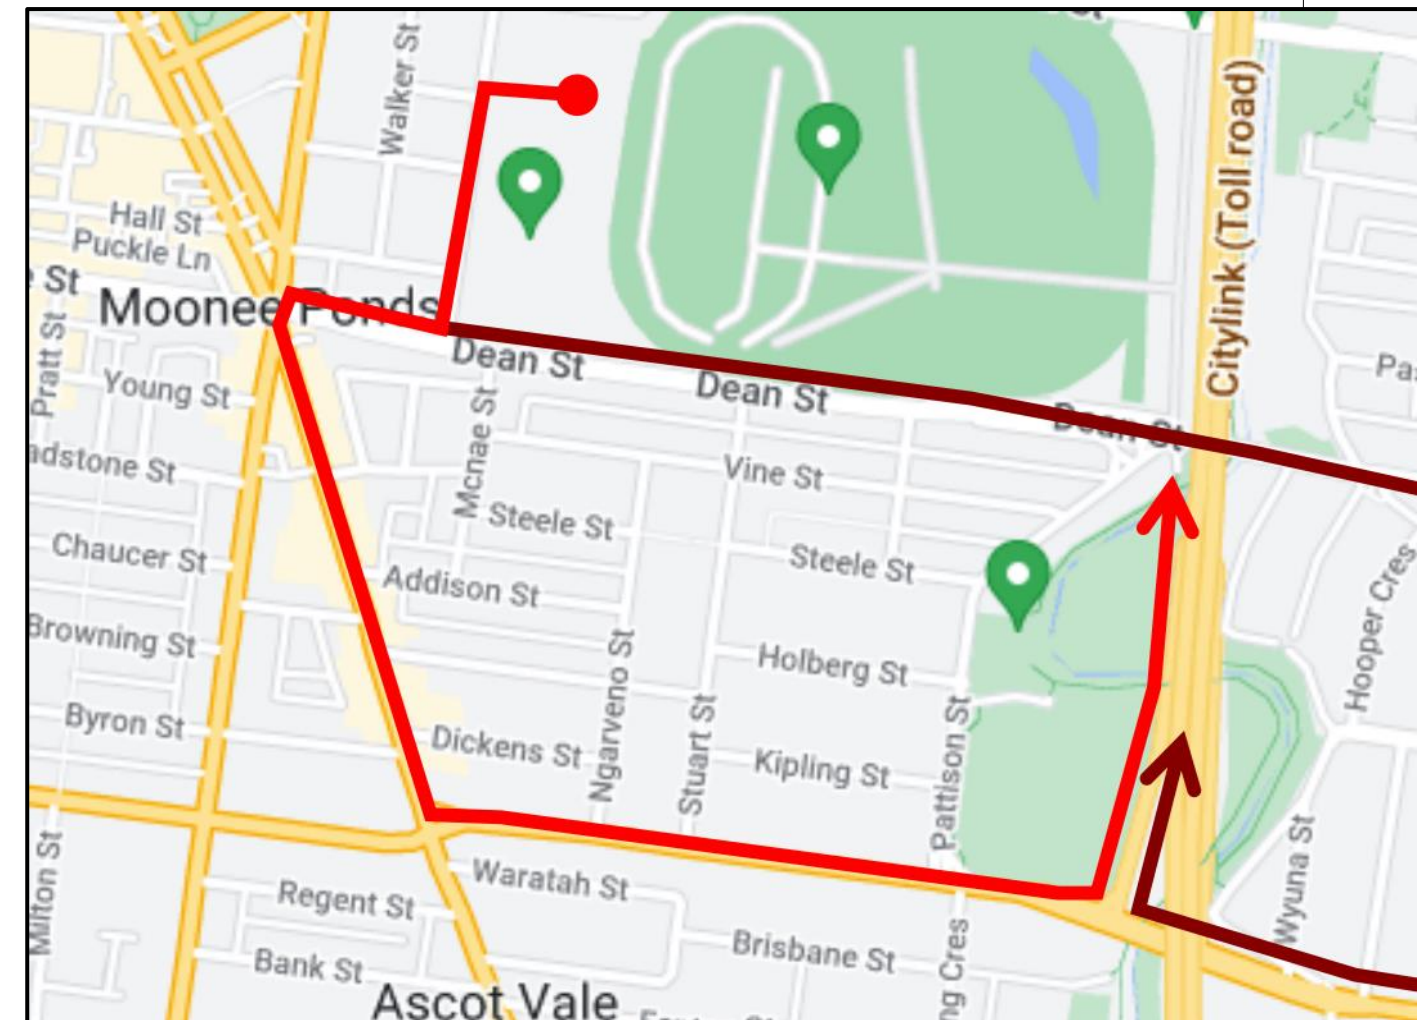 Walker St
Hall St
Puckle Ln
e St
Moonee Ponds
Pratt St
Young St
Dean St
Dean St
Dean St
Citylink (Toll road)
Mcnae St
Vine St
adstone St
Steele St
Steele St
Chaucer St
Addison St
Browning St
Ngarveno St
Holberg St
Hooper Cres
Byron St
Dickens St
Stuart St
Kipling St
Pattison St
Milton St
Waratah St
Wyuna St
Regent St
Brisbane St
Bank St
ng Cres
Ascot Vale